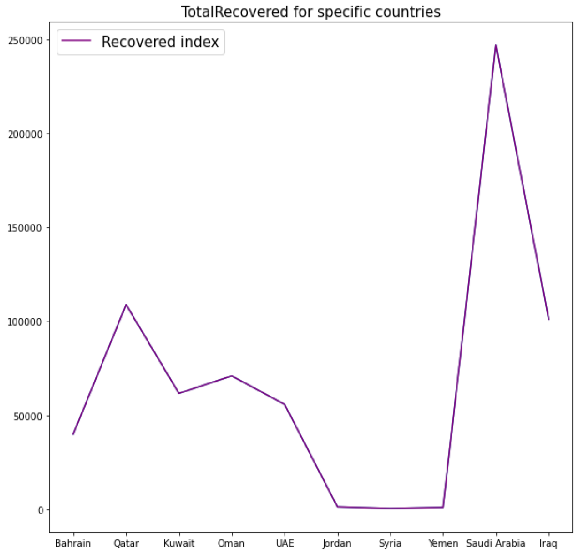 TotalRecovered for specific countries
Recovered index
250000
200000
150000
100000
50000
0
Bahrain Qatar Kuwait Oman UAE Jordan Syria Yemen Saudi Arabia Iraq